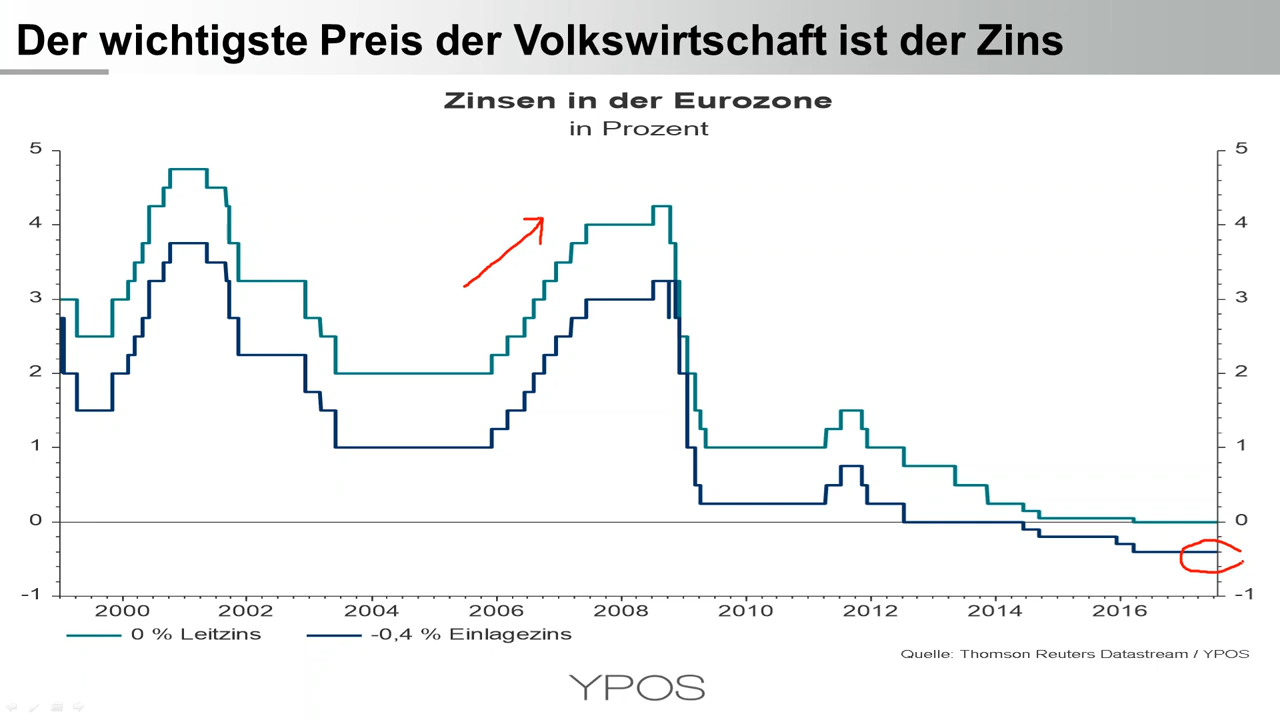 Der wichtigste Preis der Volkswirtschaft ist der Zins
Zinsen in der Eurozone
in Prozent
5 5
4 4
3 3
2 2
1 1
0 0
-1 -1
2000 2002 2004 2006 2008 2010 2012 2014 2016
0 % Leitzins -0,4 % Einlagezins
Quelle: Thomson Reuters Datastream / YPOS
YPOS